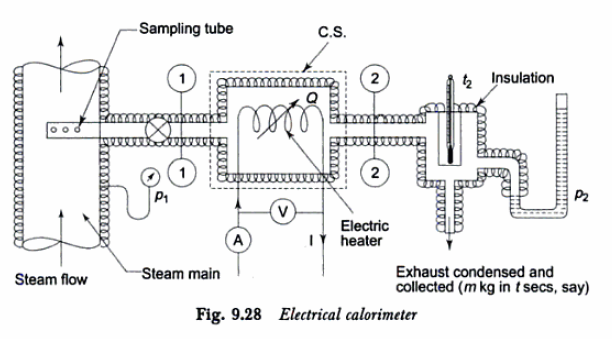 Sampling tube
C.S.
1
2
Q
t2
Insulation
1
2
p1
p2
V
A
I
Electric
heater
Steam flow
Steam main
Exhaust condensed and
collected (m kg in t secs, say)
Fig. 9.28 Electrical calorimeter